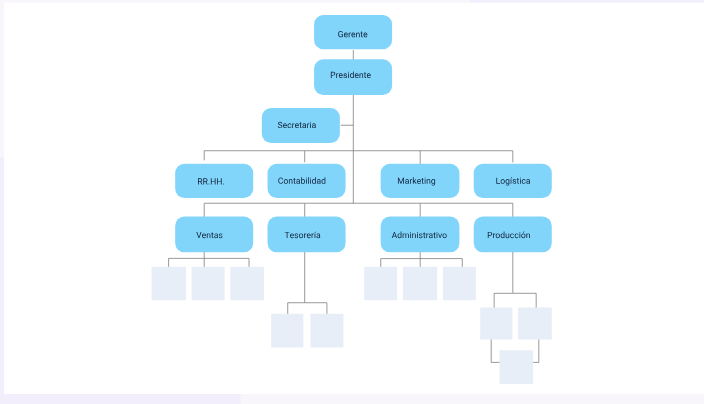 Gerente
Presidente
Secretaria
RR.HH.
Contabilidad
Marketing
Logística
Ventas
Tesorería
Administrativo
Producción